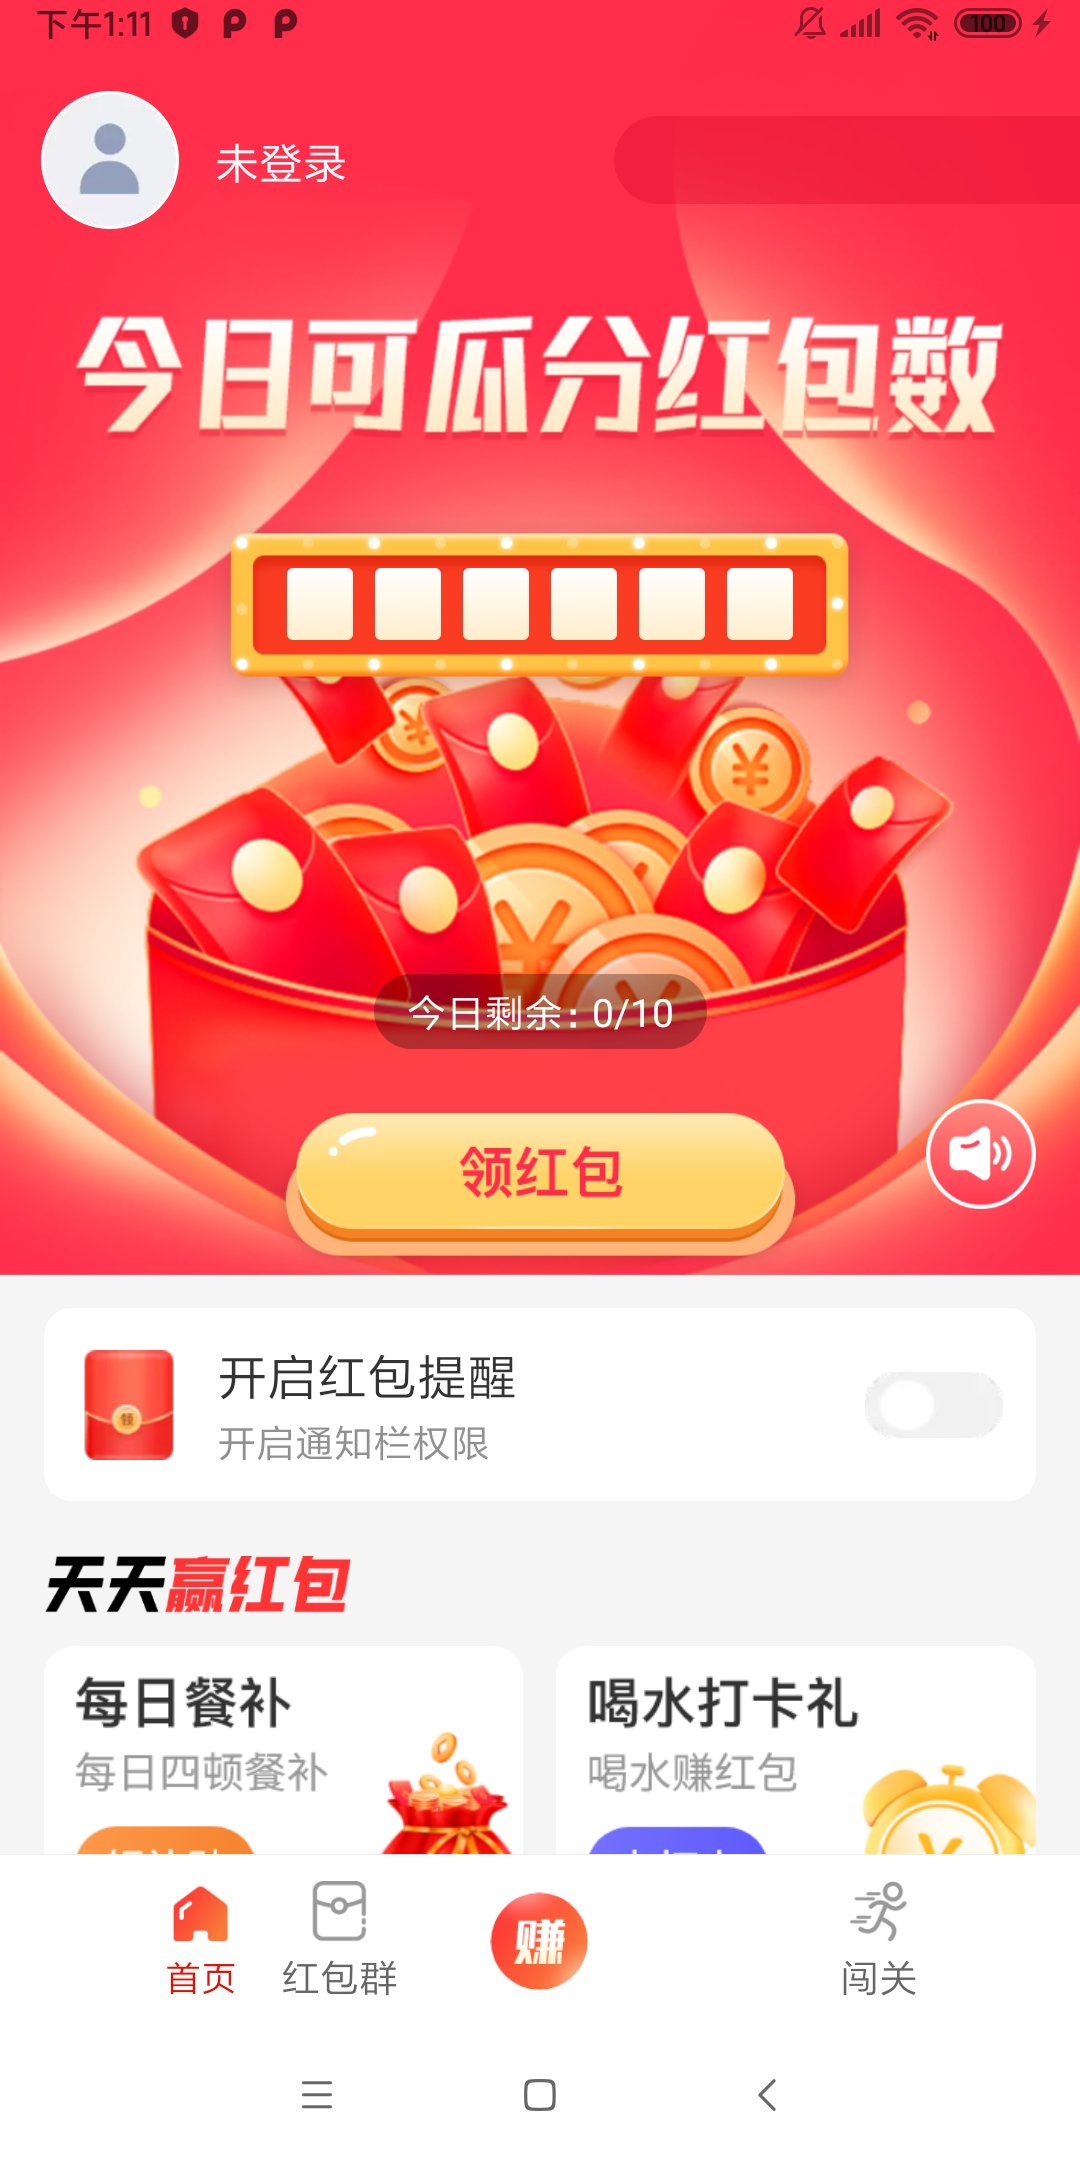 下午1:11
100
未登录
今日可瓜分红包数
今日剩余: 0/10
领红包
开启红包提醒
领
开启通知栏权限
天天赢红包
每日餐补
喝水打卡礼
每日四顿餐补
喝水赚红包
赚
首页
红包群
闯关